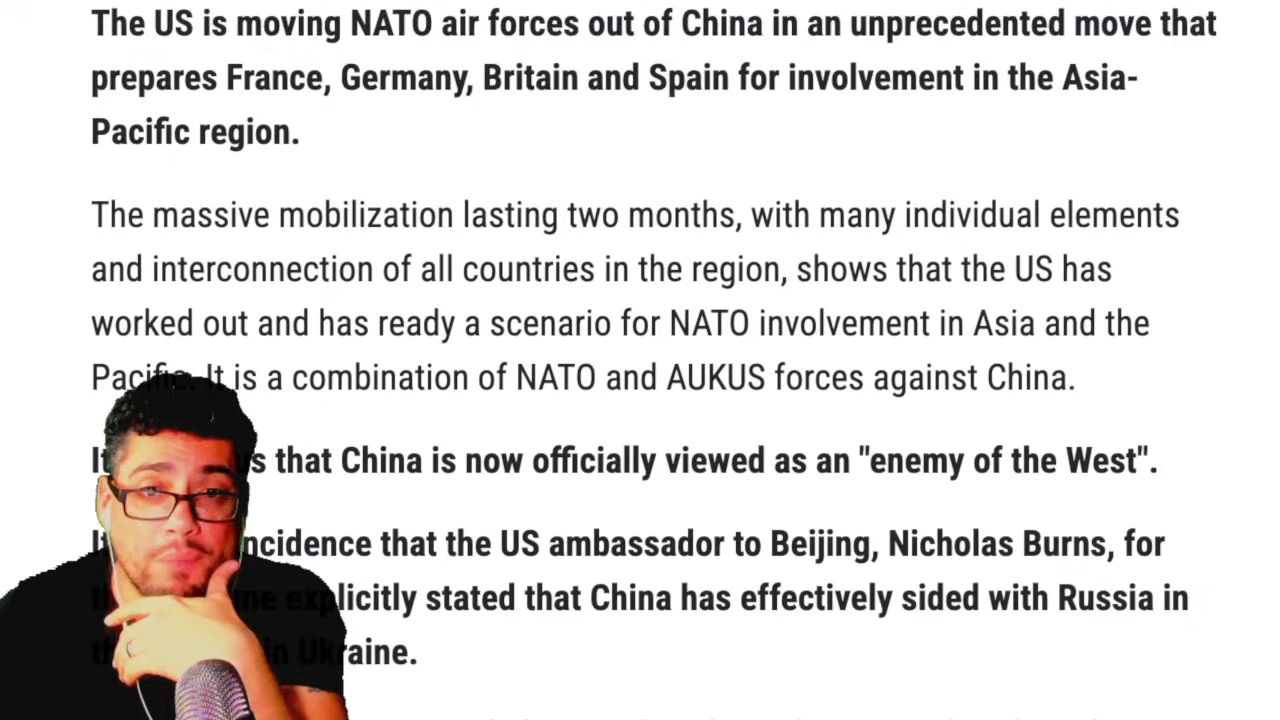 The US is moving NATO air forces out of China in an unprecedented move that
prepares France, Germany, Britain and Spain for involvement in the Asia-
Pacific region.
The massive mobilization lasting two months, with many individual elements
and interconnection of all countries in the region, shows that the US has
worked out and has ready a scenario for NATO involvement in Asia and the
Pacific. It is a combination of NATO and AUKUS forces against China.
that China is now officially viewed as an "enemy of the West".
that the US ambassador to Beijing, Nicholas Burns, for
explicitly stated that China has effectively sided with Russia in
in Ukraine.